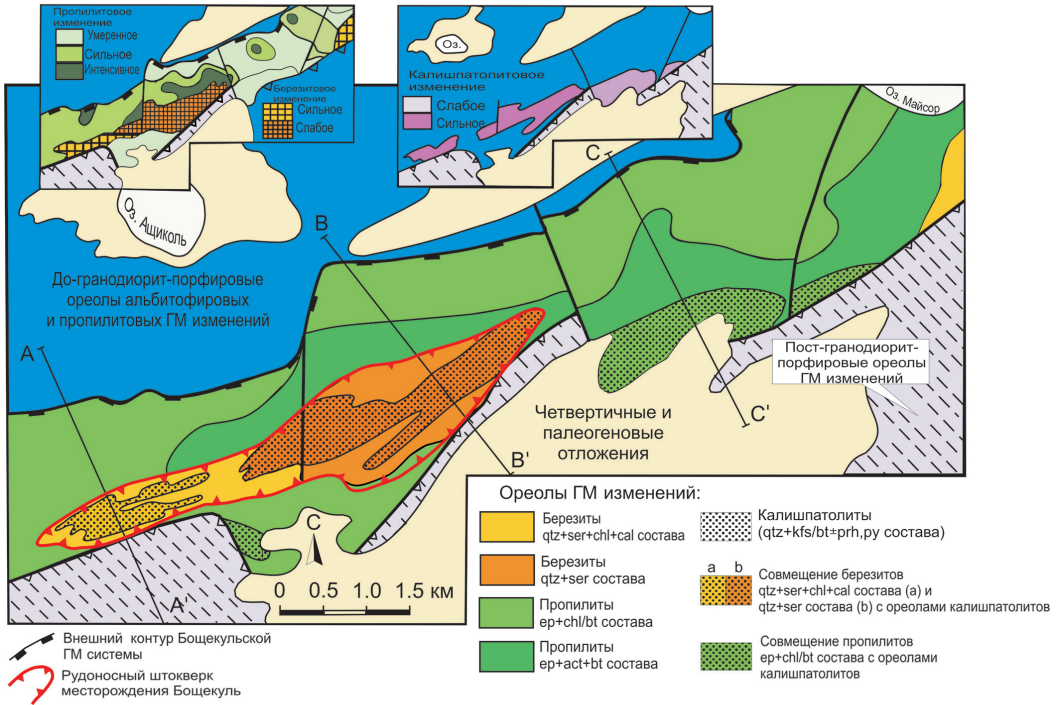 Пропилитовое
изменение
Умеренное
Сильное
Интенсивное
Березитовое
изменение
Сильное
Слабое
Оз.
Калишпатолитовое
изменение
Слабое
Сильное
Оз. Майсор
Оз. Ащиколь
До-гранодиорит-порфировые
ореолы альбитофировых
и пропилитовых ГМ изменений
A
B
C
A'
B'
C'
Пост-гранодиорит-
порфировые ореолы
ГМ изменений
Четвертичные и
палеогеновые
отложения
С
0 0.5 1.0 1.5 км
Внешний контур Бощекульской
ГМ системы
Рудоносный штокверк
месторождения Бощекуль
Ореолы ГМ изменений:
Березиты
qtz+ser+chl+cal состава
Березиты
qtz+ser состава
Пропилиты
ep+chl/bt состава
Пропилиты
ep+act+bt состава
Калишпатолиты
(qtz+kfs/bt±prh,py состава)
a b
Совмещение березитов
qtz+ser+chl+cal состава (a) и
qtz+ser состава (b) с ореолами калишпатолитов
Совмещение пропилитов
ep+chl/bt состава с ореолами
калишпатолитов